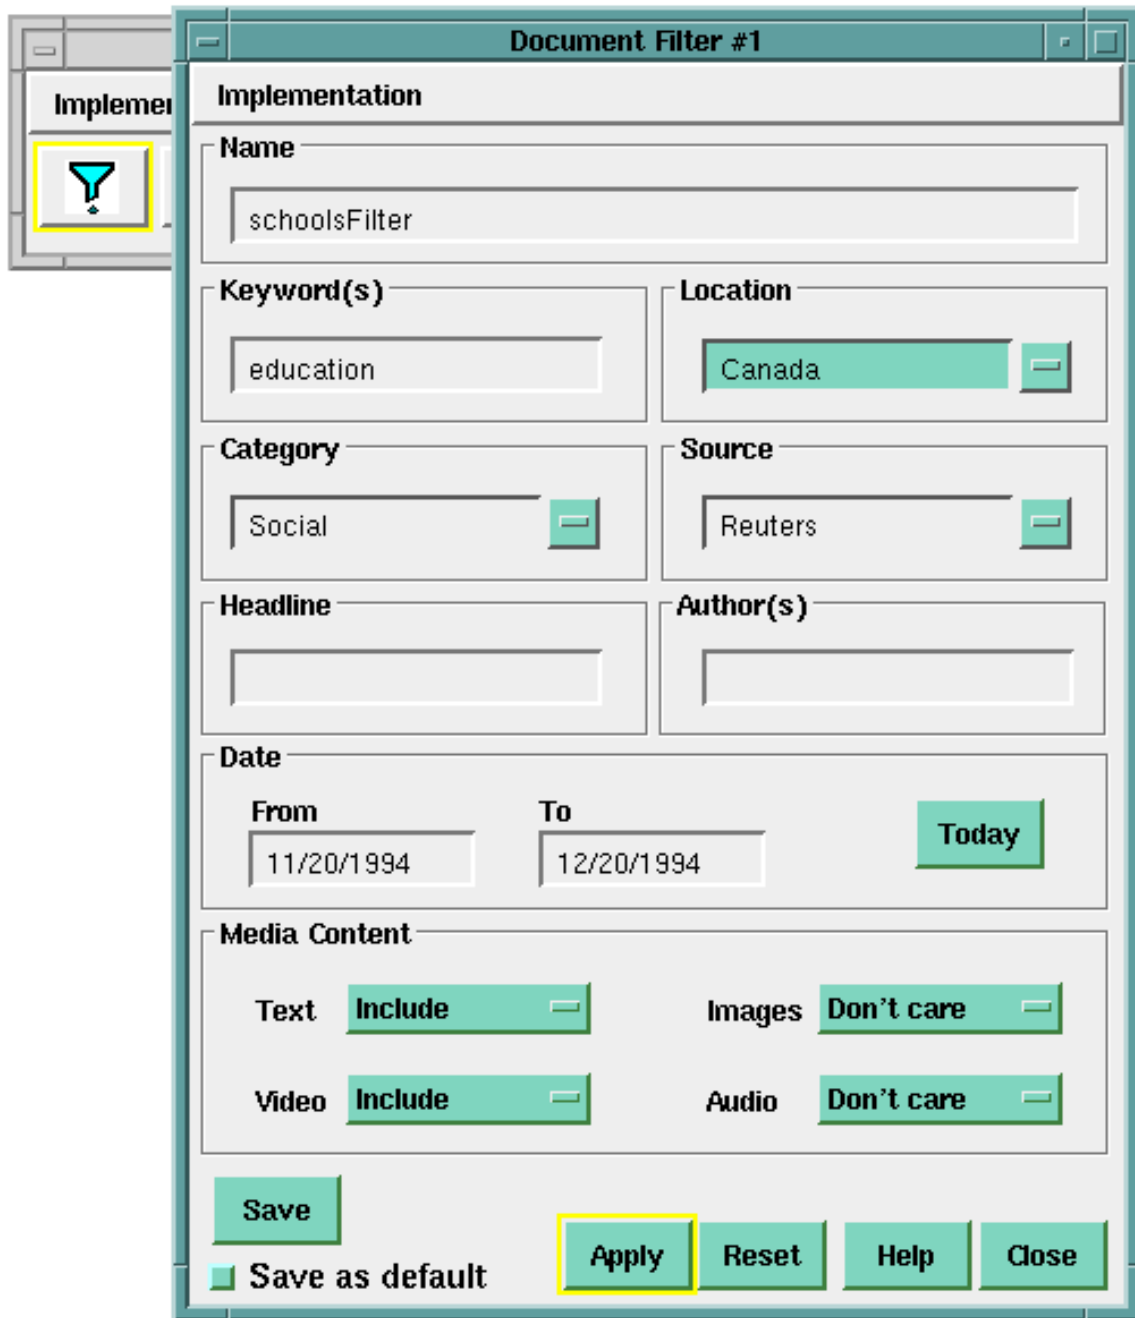 Document Filter #1
Implemen
Implementation
Name
schoolsFilter
Keyword(s) Location
education Canada
Category Source
Social Reuters
Headline Author(s)
Date
From To
11/20/1994 12/20/1994 Today
Media Content
Text Include Images Don't care
Video Include Audio Don't care
Save
Apply Reset Help Close
Save as default